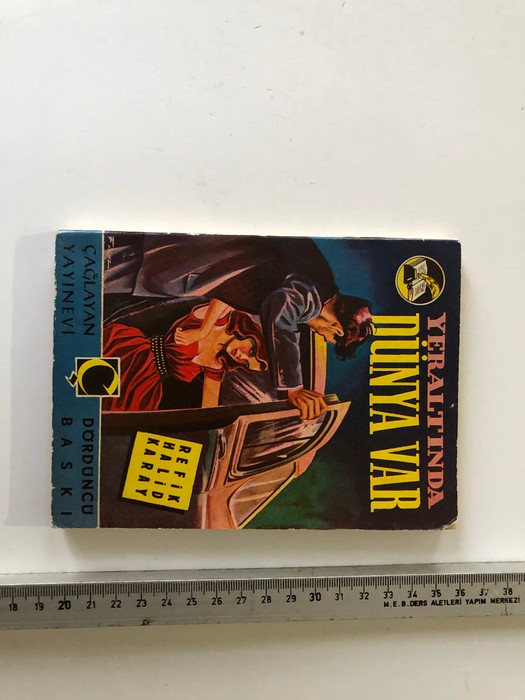 YERALTINDA
DÜNYA VAR
REFİK
HALİD
KARAY
ÇAĞLAYAN
YAYINEVİ
Ç
DÖRDÜNCÜ
BASKI
18 19 20 21 22 23 24 25 26 27 28 29 30 31 32 33 34 35 36 37 38
M.E.B. DERS ALETLERİ YAPIM MERKEZİ